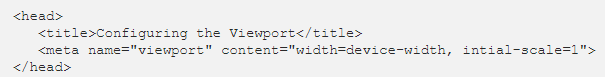 <head>
   <title>Configuring the Viewport</title>
   <meta name="viewport" content="width=device-width, intial-scale=1">
</head>